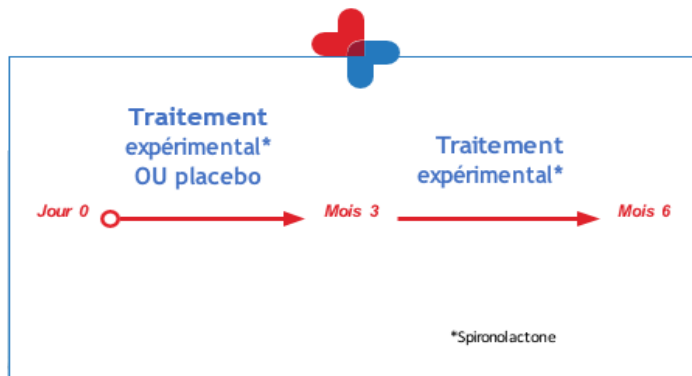 Traitement
expérimental*
OU placebo
Traitement
expérimental*
Jour 0
Mois 3
Mois 6
*Spironolactone